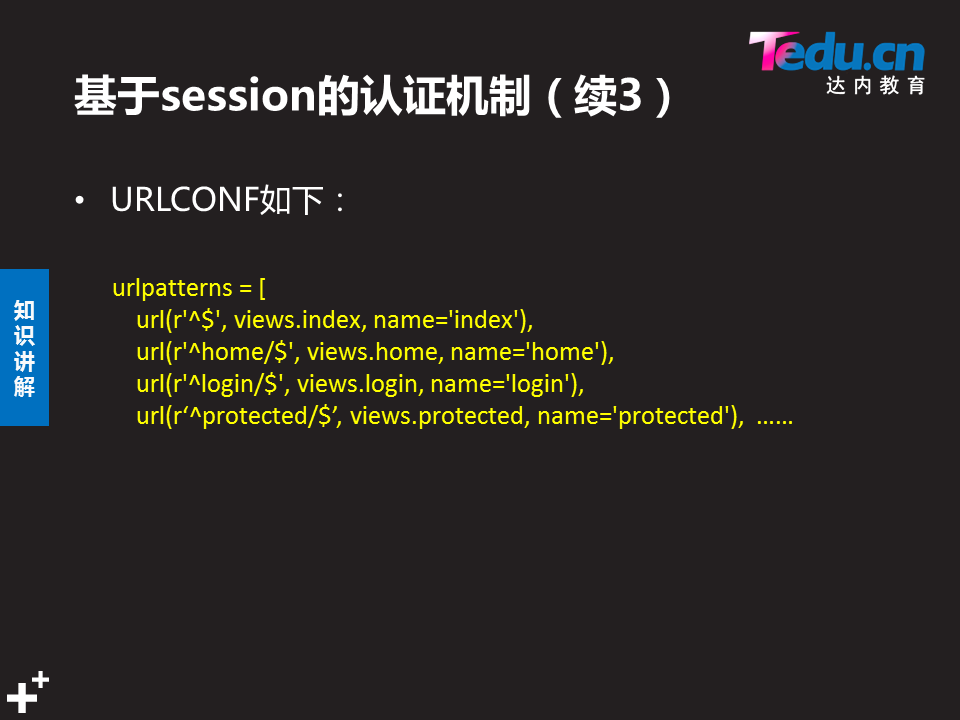 Tedu.cn
达内教育
基于session的认证机制（续3）
• URLCONF如下：
urlpatterns = [
    url(r'^$', views.index, name='index'),
    url(r'^home/$', views.home, name='home'),
    url(r'^login/$', views.login, name='login'),
    url(r‘^protected/$’, views.protected, name='protected'),  ……
知
识
讲
解